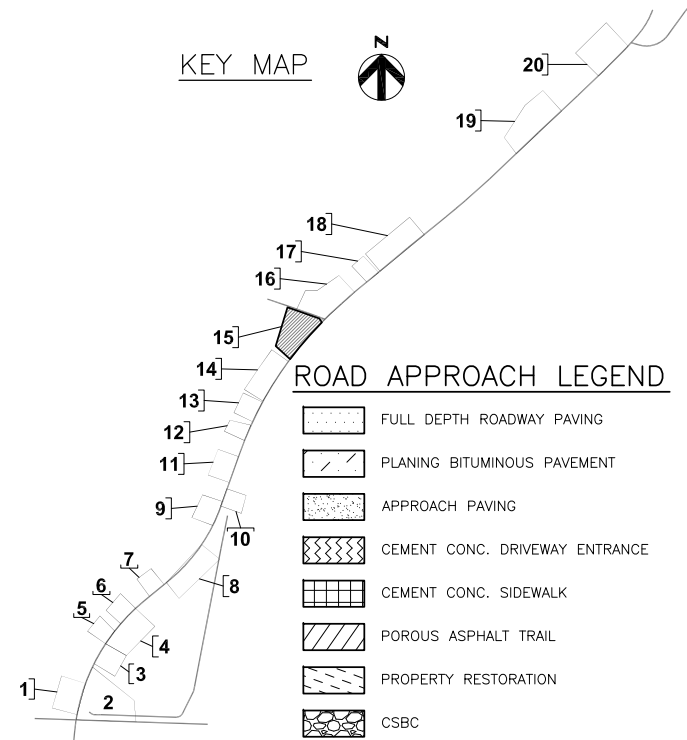 KEY MAP
N
20
19
18
17
16
15
14
13
12
11
9
10
7
8
6
5
4
3
1
2
ROAD APPROACH LEGEND
FULL DEPTH ROADWAY PAVING
PLANING BITUMINOUS PAVEMENT
APPROACH PAVING
CEMENT CONC. DRIVEWAY ENTRANCE
CEMENT CONC. SIDEWALK
POROUS ASPHALT TRAIL
PROPERTY RESTORATION
CSBC